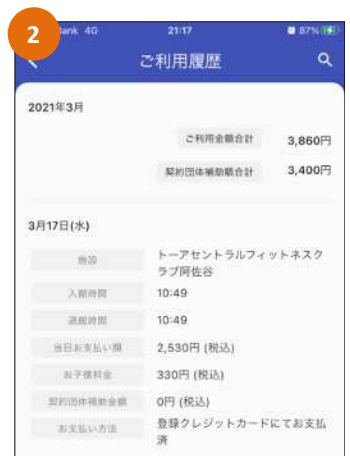 2
ank 4G 21:17 87%
ご利用履歴
2021年3月
ご利用金額合計 3,860円
契約団体補助額合計 3,400円
3月17日(水)
施設 トーアセントラルフィットネスク
ラブ阿佐谷
入館時間 10:49
退館時間 10:49
当日お支払い額 2,530円 (税込)
お子様料金 330円 (税込)
契約団体補助金額 0円 (税込)
お支払い方法 登録クレジットカードにてお支払
済